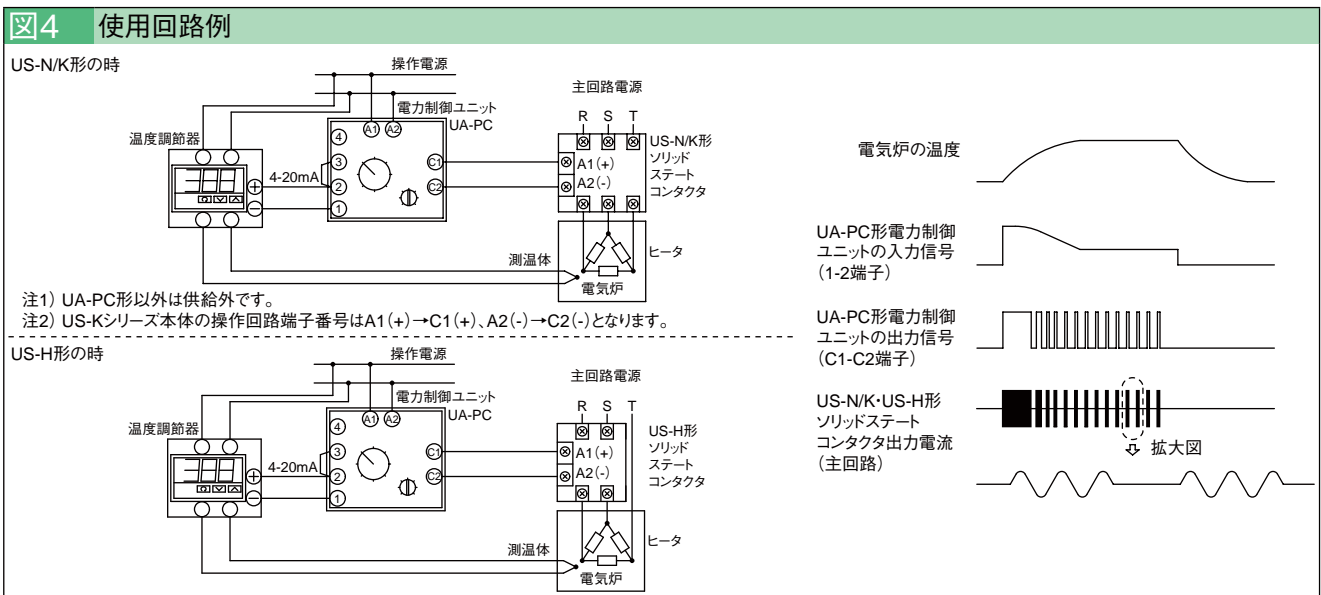 図4 使用回路例
US-N/K形の時
操作電源
主回路電源
電力制御ユニット
UA-PC
R S T
温度調節器
A1 A2
4
3
2
1
4-20mA
C1
C2
A1(+)
A2(-)
US-N/K形
ソリッド
ステート
コンタクタ
測温体
ヒータ
電気炉
注1) UA-PC形以外は供給外です。
注2) US-Kシリーズ本体の操作回路端子番号はA1(+)→C1(+)、A2(-)→C2(-)となります。
US-H形の時
操作電源
主回路電源
電力制御ユニット
UA-PC
R S T
温度調節器
A1 A2
4
3
2
1
4-20mA
C1
C2
A1(+)
A2(-)
US-H形
ソリッド
ステート
コンタクタ
測温体
ヒータ
電気炉
電気炉の温度
UA-PC形電力制御
ユニットの入力信号
(1-2端子)
UA-PC形電力制御
ユニットの出力信号
(C1-C2端子)
US-N/K・US-H形
ソリッドステート
コンタクタ出力電流
(主回路)
拡大図